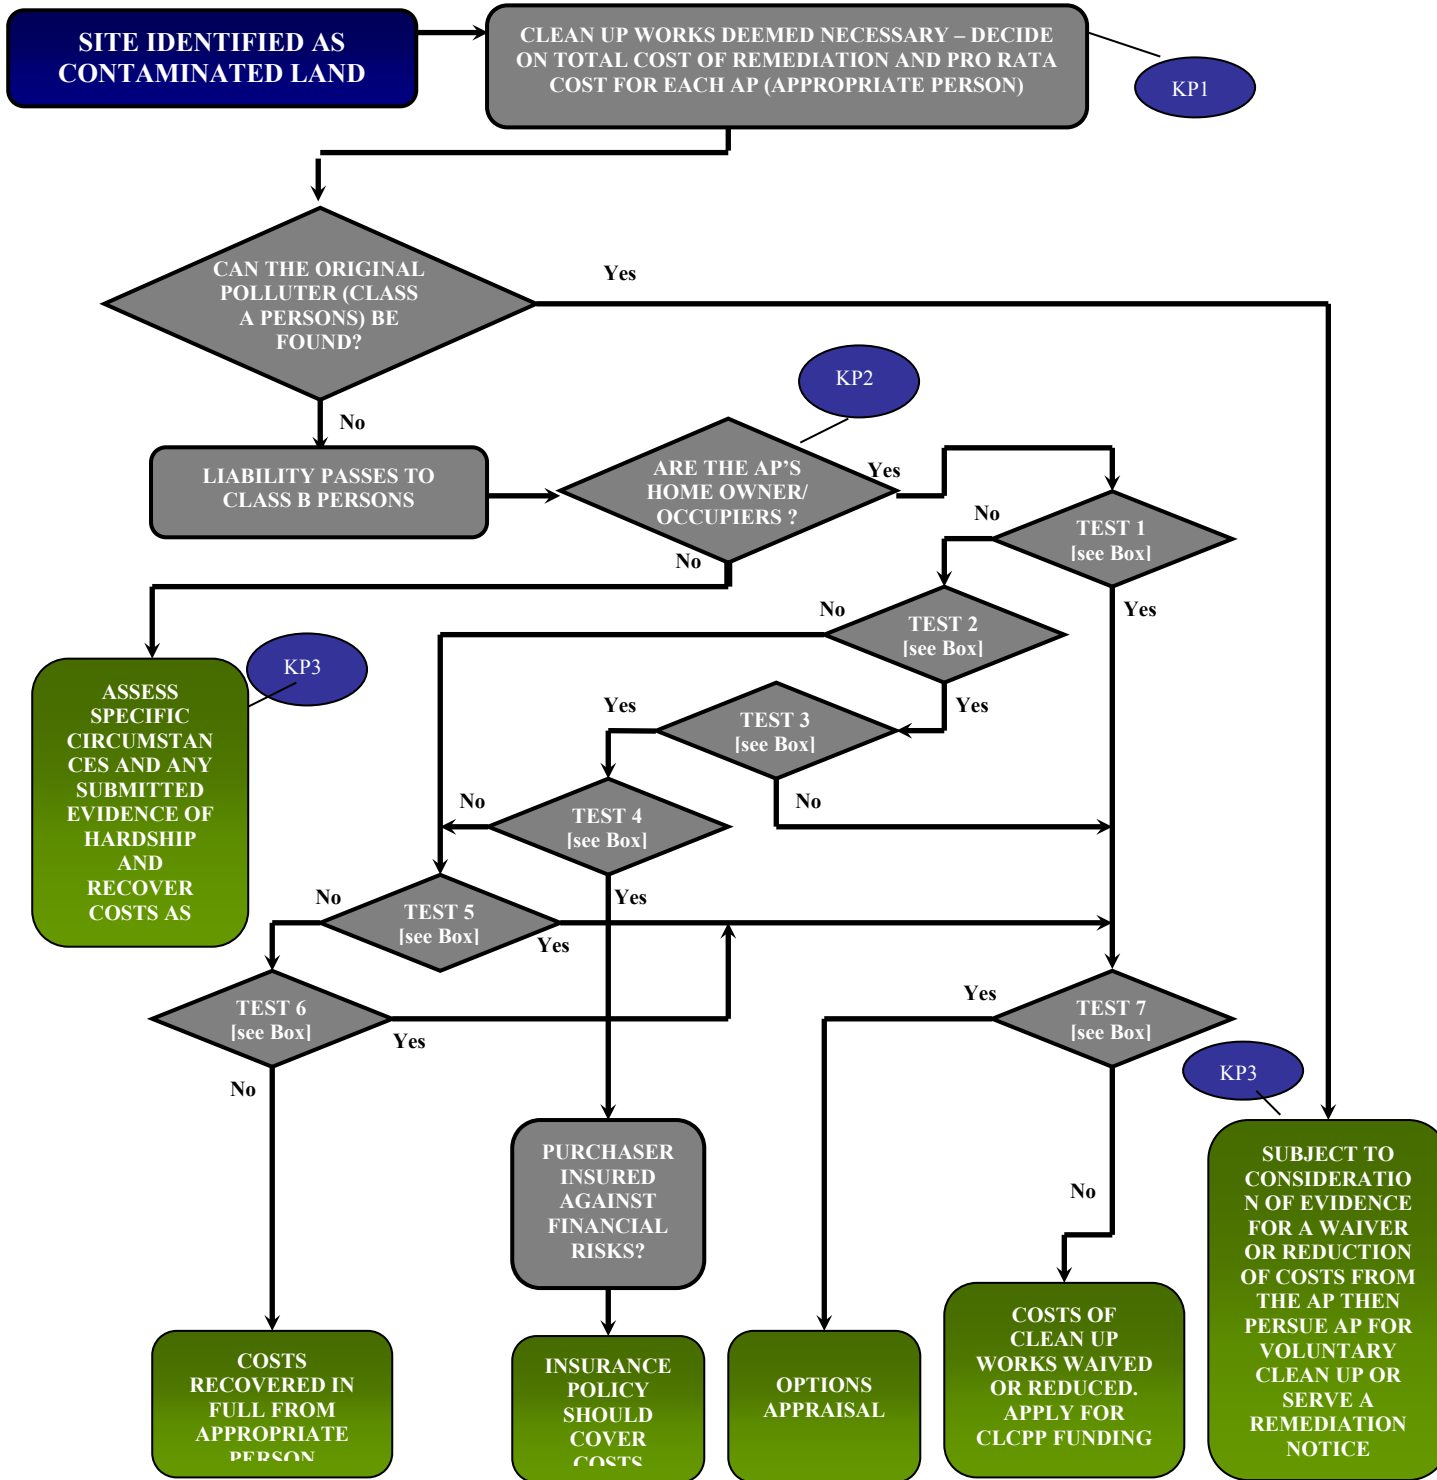 SITE IDENTIFIED AS
CONTAMINATED LAND
CLEAN UP WORKS DEEMED NECESSARY – DECIDE
ON TOTAL COST OF REMEDIATION AND PRO RATA
COST FOR EACH AP (APPROPRIATE PERSON)
KP1
CAN THE ORIGINAL
POLLUTER (CLASS
A PERSONS) BE
FOUND?
Yes
No
LIABILITY PASSES TO
CLASS B PERSONS
KP2
ARE THE AP'S
HOME OWNER/
OCCUPIERS ?
Yes
No
TEST 1
[see Box]
No
Yes
TEST 2
[see Box]
No
Yes
KP3
ASSESS
SPECIFIC
CIRCUMSTAN
CES AND ANY
SUBMITTED
EVIDENCE OF
HARDSHIP
AND
RECOVER
COSTS AS
TEST 3
[see Box]
Yes
No
TEST 4
[see Box]
No
Yes
TEST 5
[see Box]
No
Yes
TEST 6
[see Box]
Yes
No
TEST 7
[see Box]
Yes
No
KP3
PURCHASER
INSURED
AGAINST
FINANCIAL
RISKS?
COSTS
RECOVERED IN
FULL FROM
APPROPRIATE
PERSON
INSURANCE
POLICY
SHOULD
COVER
COSTS
OPTIONS
APPRAISAL
COSTS OF
CLEAN UP
WORKS WAIVED
OR REDUCED.
APPLY FOR
CLCPP FUNDING
SUBJECT TO
CONSIDERATIO
N OF EVIDENCE
FOR A WAIVER
OR REDUCTION
OF COSTS FROM
THE AP THEN
PERSUE AP FOR
VOLUNTARY
CLEAN UP OR
SERVE A
REMEDIATION
NOTICE